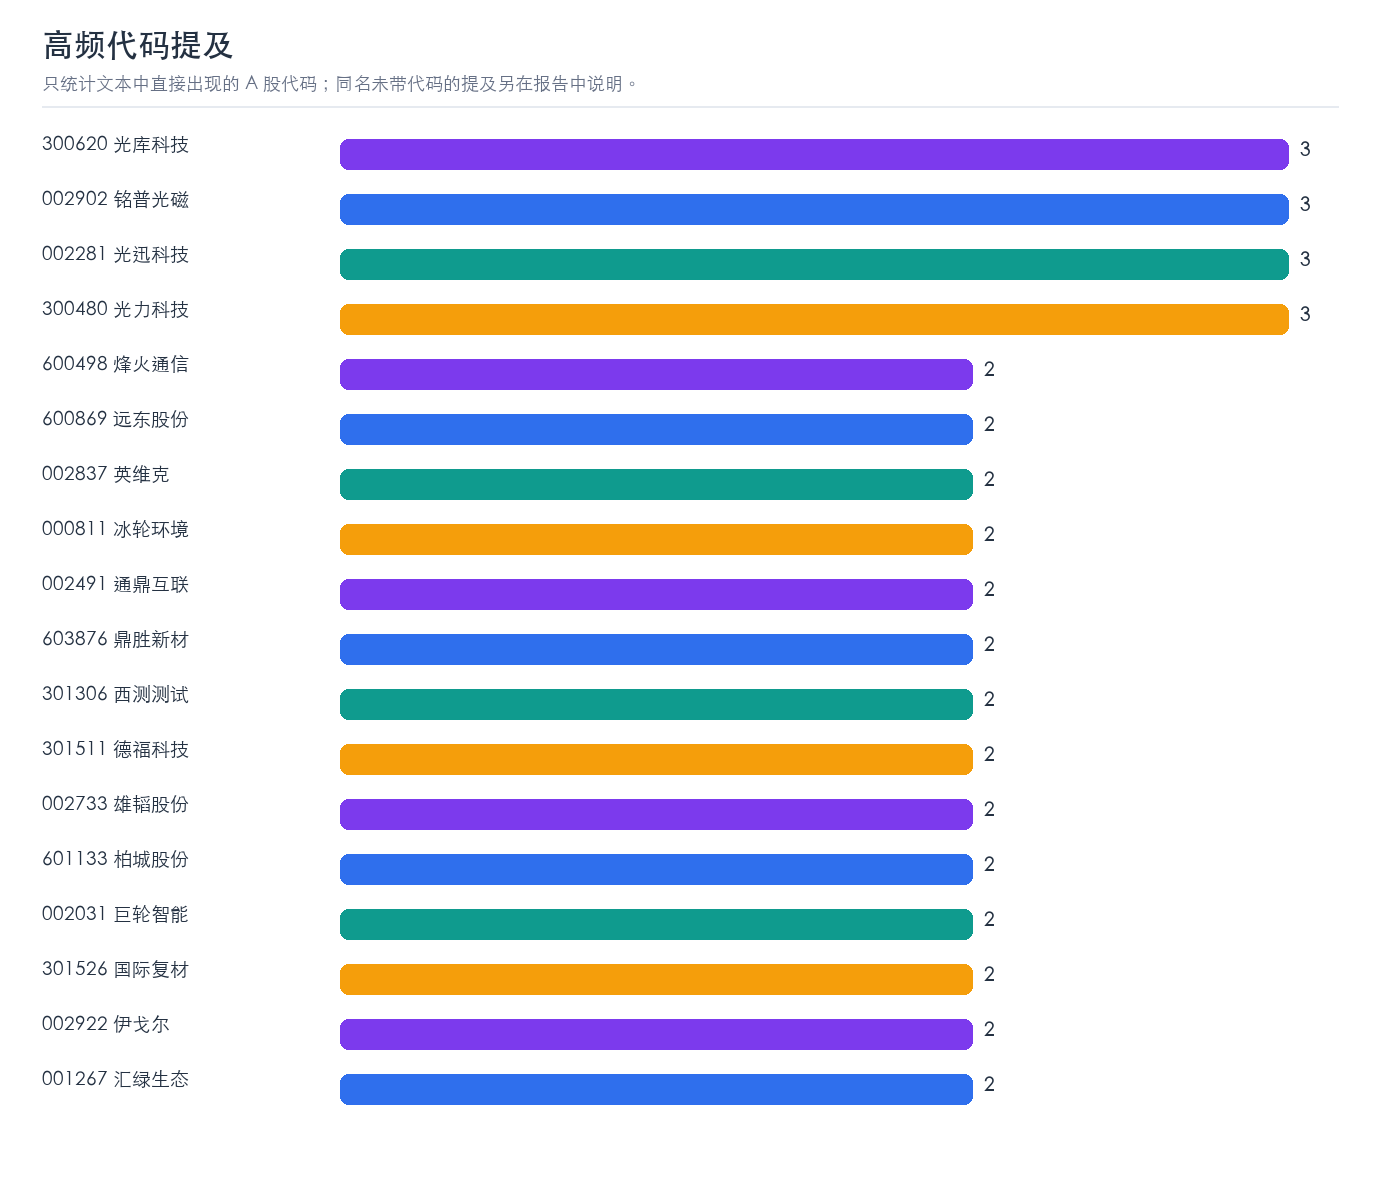 高频代码提及
只统计文本中直接出现的 A 股代码；同名未带代码的提及另在报告中说明。
300620 光库科技 3
002902 铭普光磁 3
002281 光迅科技 3
300480 光力科技 3
600498 烽火通信 2
600869 远东股份 2
002837 英维克 2
000811 冰轮环境 2
002491 通鼎互联 2
603876 鼎胜新材 2
301306 西测测试 2
301511 德福科技 2
002733 雄韬股份 2
601133 柏城股份 2
002031 巨轮智能 2
301526 国际复材 2
002922 伊戈尔 2
001267 汇绿生态 2